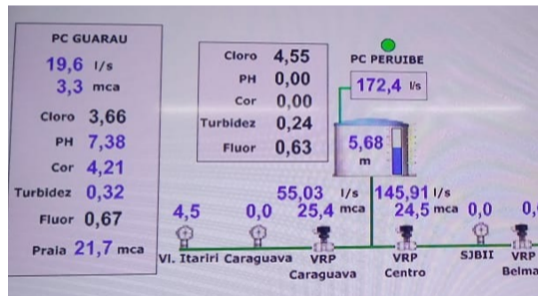 PC GUARAU
19,6 l/s
3,3 mca
Cloro 3,66
PH 7,38
Cor 4,21
Turbidez 0,32
Fluor 0,67
Praia 21,7 mca
Cloro 4,55
PH 0,00
Cor 0,00
Turbidez 0,24
Fluor 0,63
PC PERUIBE
172,4 l/s
5,68
m
55,03 l/s 145,91 l/s
4,5 0,0 25,4 mca 24,5 mca 0,0 0,
Vl. Itariri Caraguava VRP Caraguava VRP Centro SJBII VRP Belma